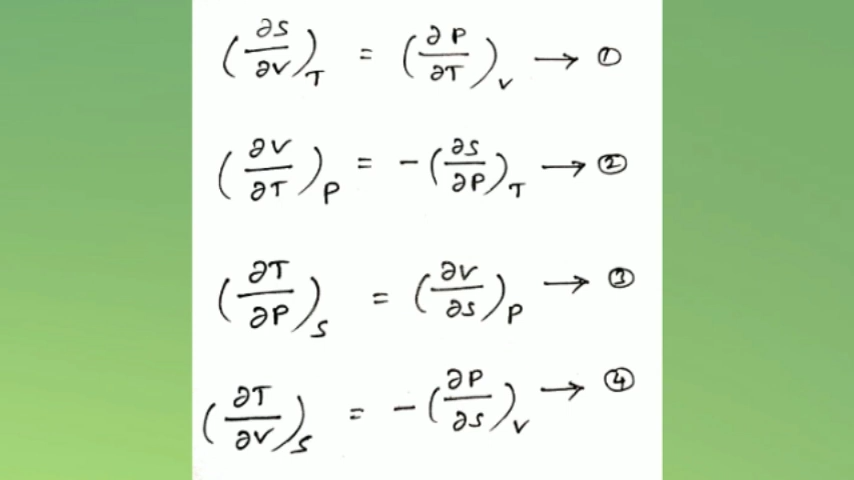 (∂S/∂V)_T = (∂P/∂T)_V → ①
(∂V/∂T)_P = -(∂S/∂P)_T → ②
(∂T/∂P)_S = (∂V/∂S)_P → ③
(∂T/∂V)_S = -(∂P/∂S)_V → ④